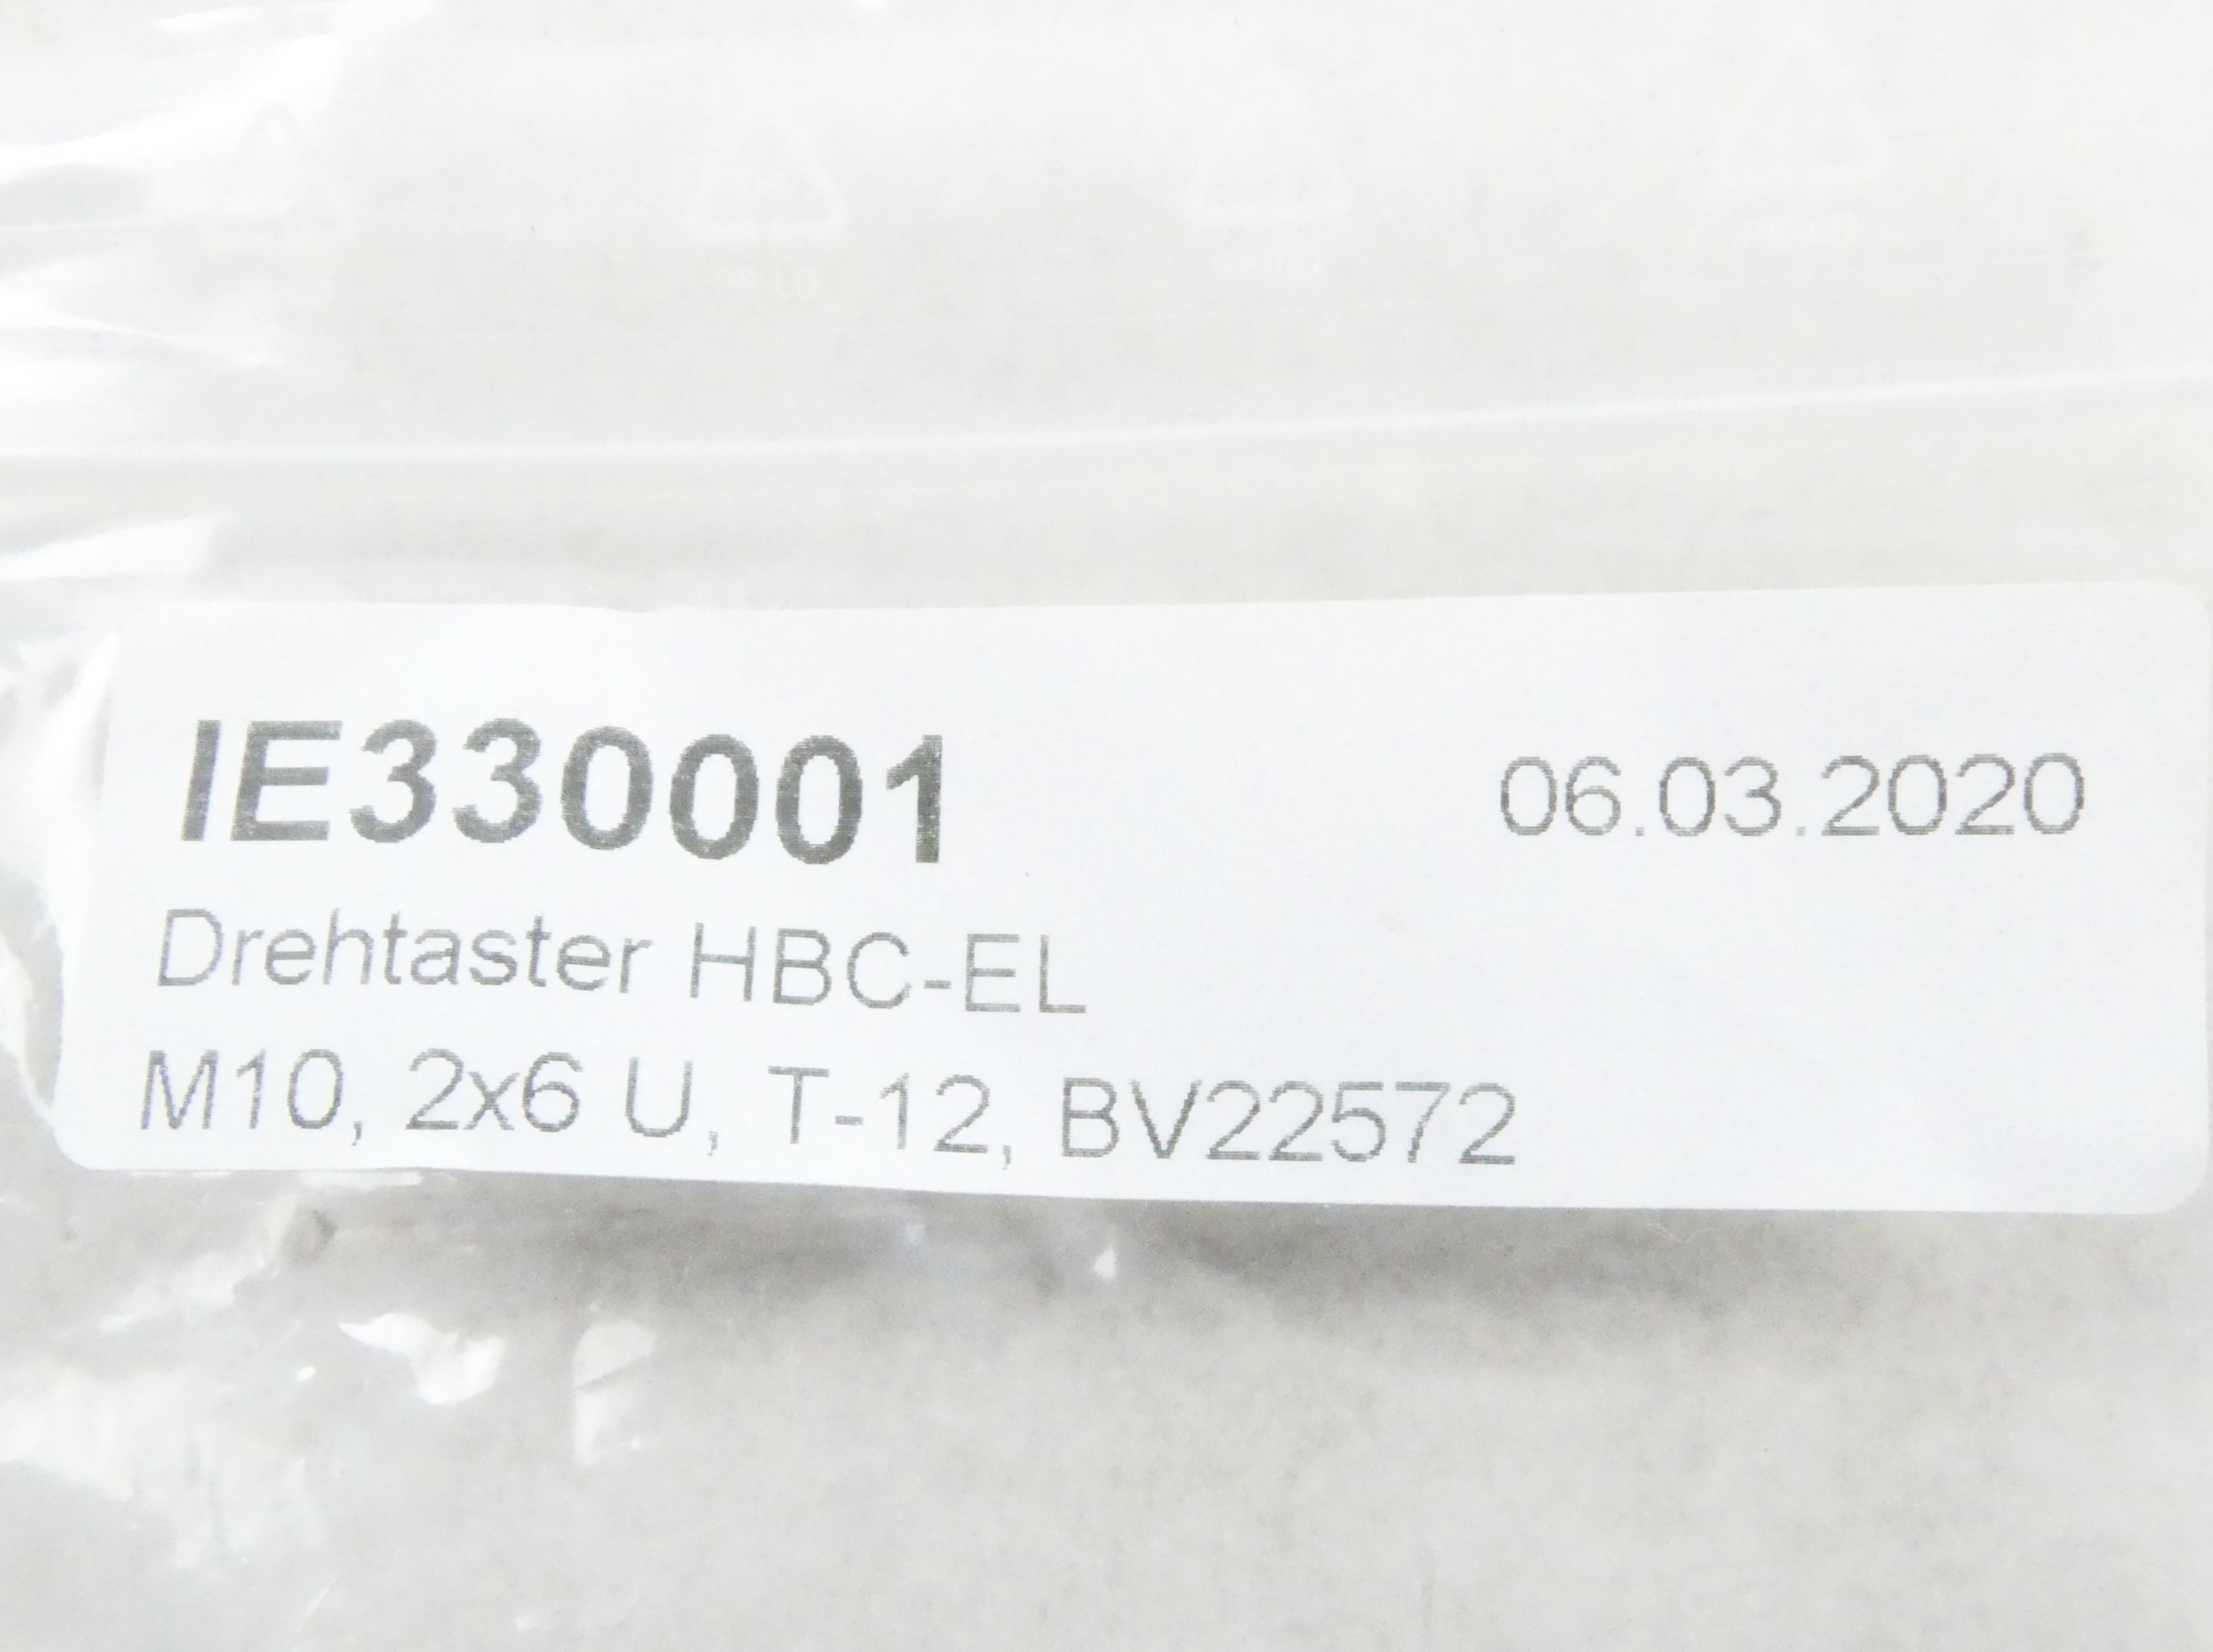 IE330001 06.03.2020
Drehtaster HBC-EL
M10, 2x6 U, T-12, BV22572